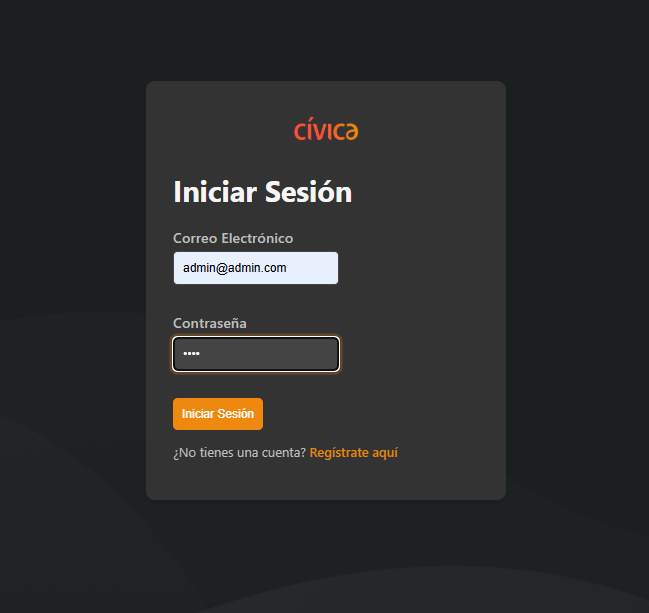 cívica
Iniciar Sesión
Correo Electrónico
admin@admin.com
Contraseña
••••
Iniciar Sesión
¿No tienes una cuenta? Regístrate aquí